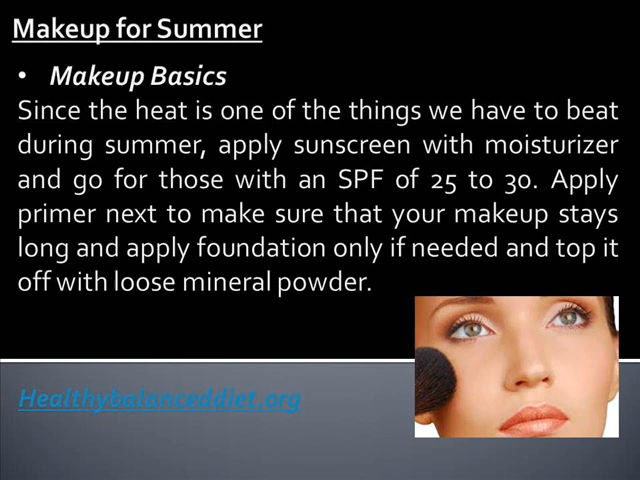 Makeup for Summer
• Makeup Basics
Since the heat is one of the things we have to beat
during summer, apply sunscreen with moisturizer
and go for those with an SPF of 25 to 30. Apply
primer next to make sure that your makeup stays
long and apply foundation only if needed and top it
off with loose mineral powder.
Healthybalanceddiet.org